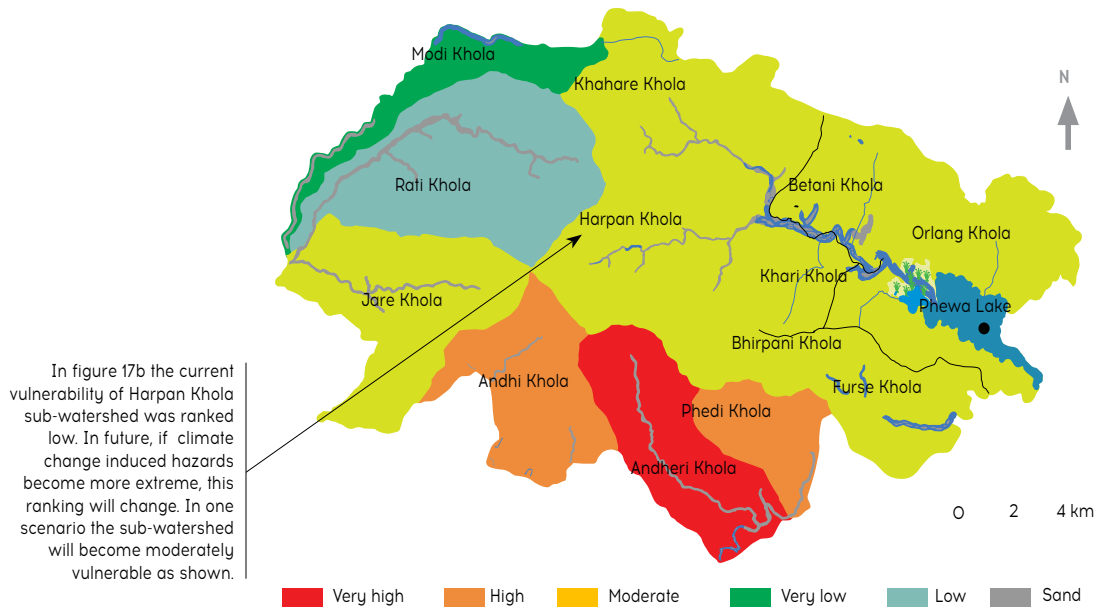 Modi Khola
Khahare Khola
N
Rati Khola
Betani Khola
Harpan Khola
Orlang Khola
Khari Khola
Jare Khola
Phewa Lake
Bhirpani Khola
Andhi Khola
Furse Khola
Phedi Khola
Andheri Khola
In figure 17b the current
vulnerability of Harpan Khola
sub-watershed was ranked
low. In future, if climate
change induced hazards
become more extreme, this
ranking will change. In one
scenario the sub-watershed
will become moderately
vulnerable as shown.
0 2 4 km
Very high High Moderate Very low Low Sand